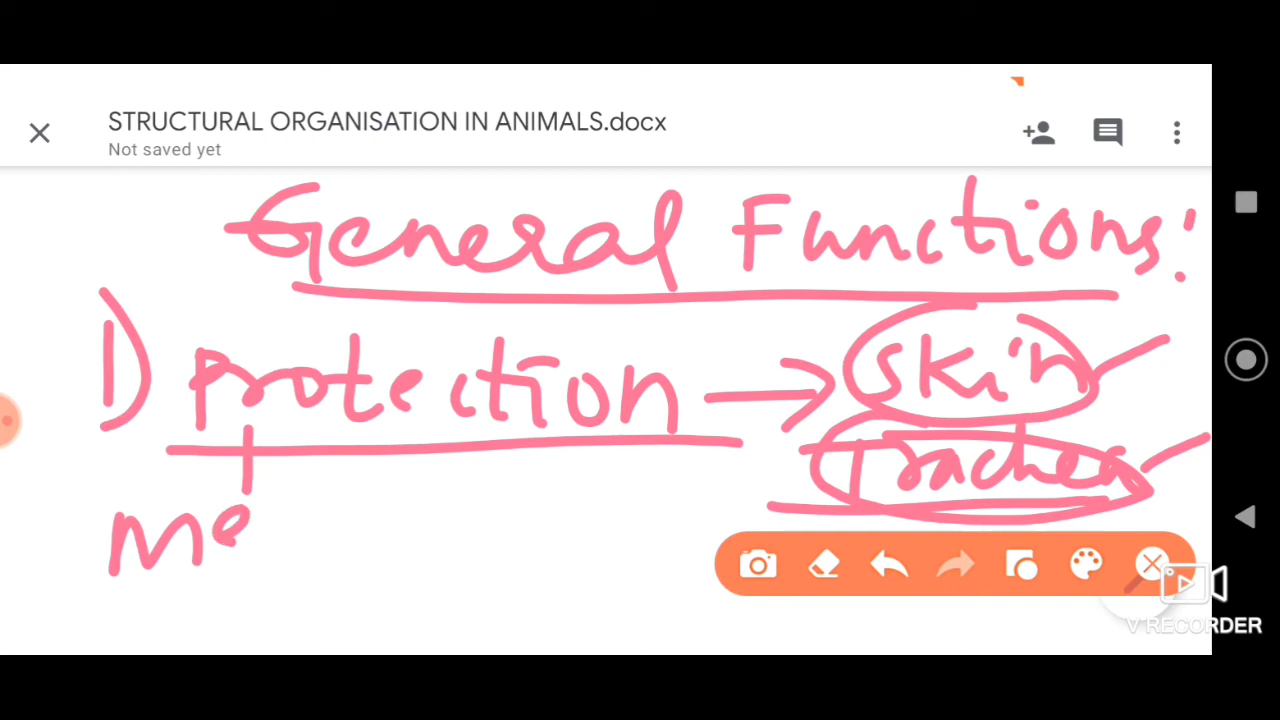 STRUCTURAL ORGANISATION IN ANIMALS.docx
Not saved yet
General Functions:
1) Protection → Skin
Trachea
Me
V RECORDER